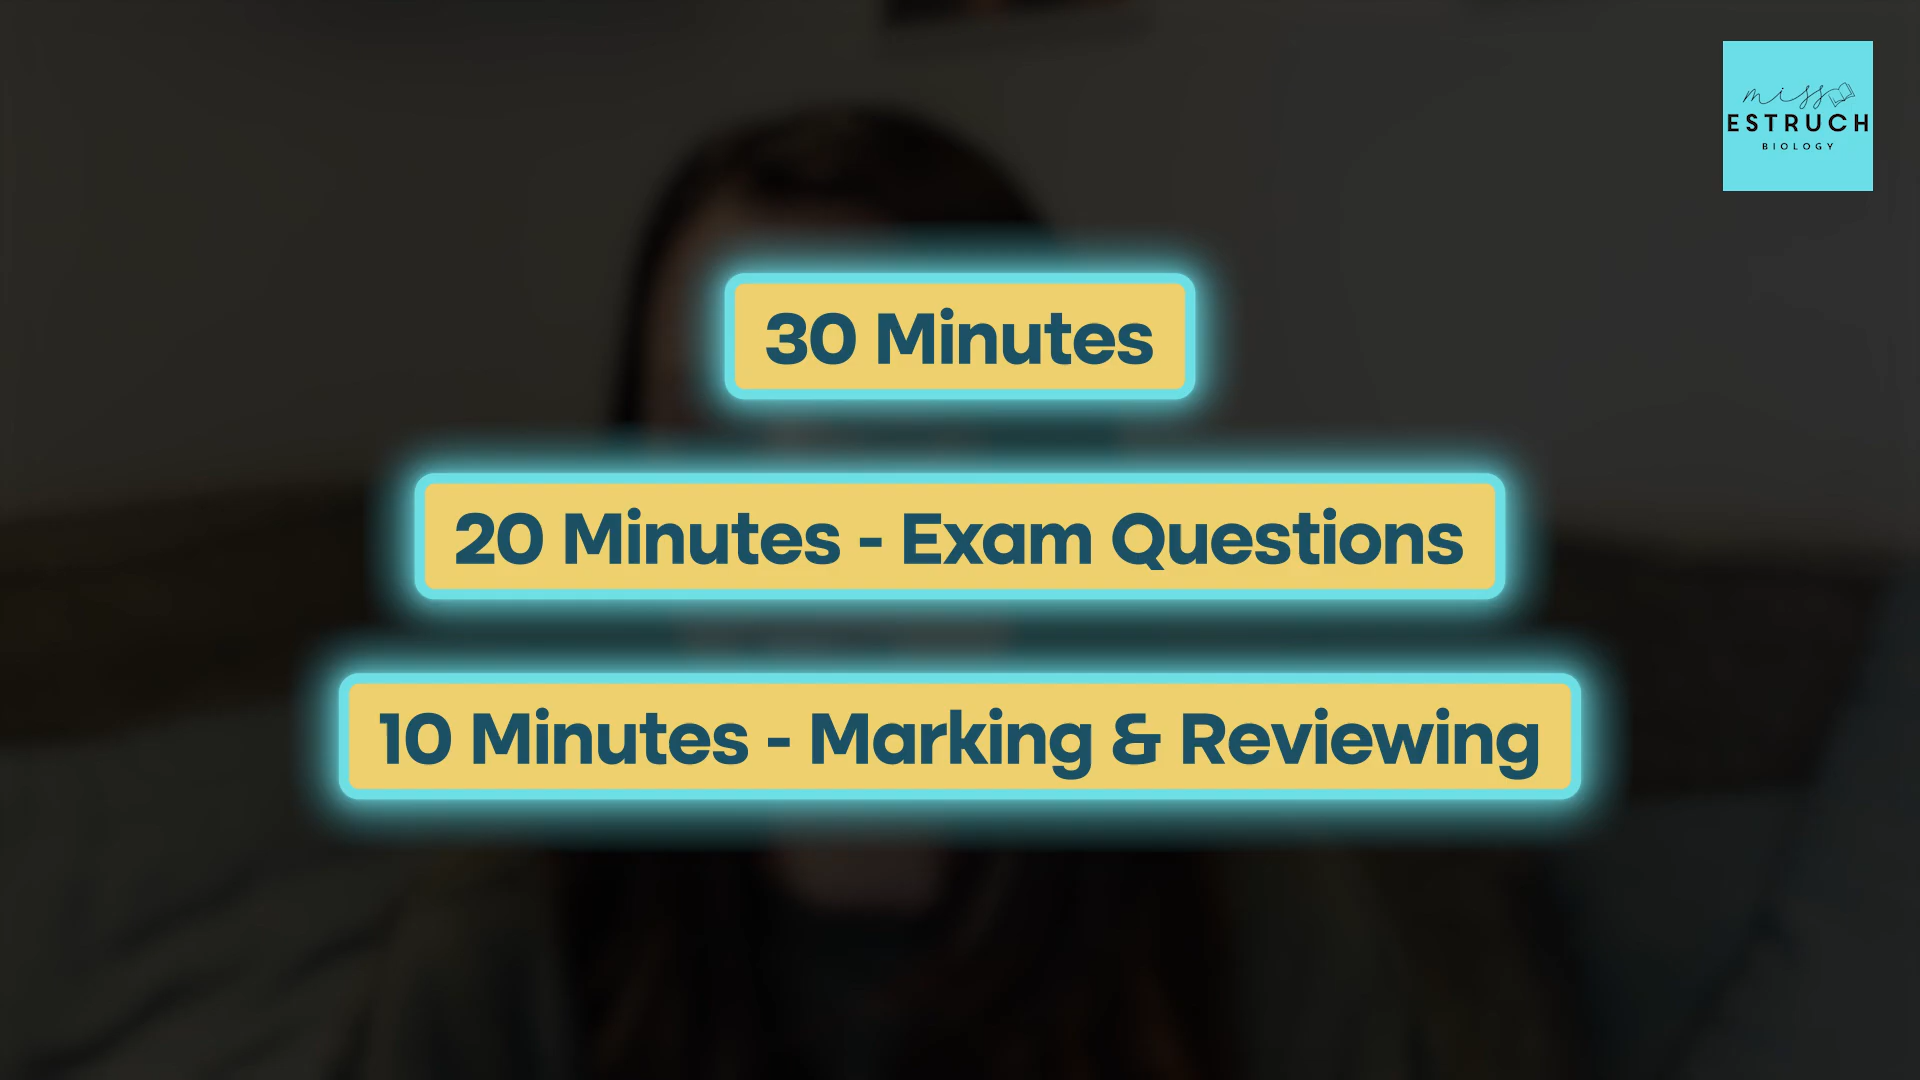 miss
ESTRUCH
BIOLOGY
30 Minutes
20 Minutes - Exam Questions
10 Minutes - Marking & Reviewing